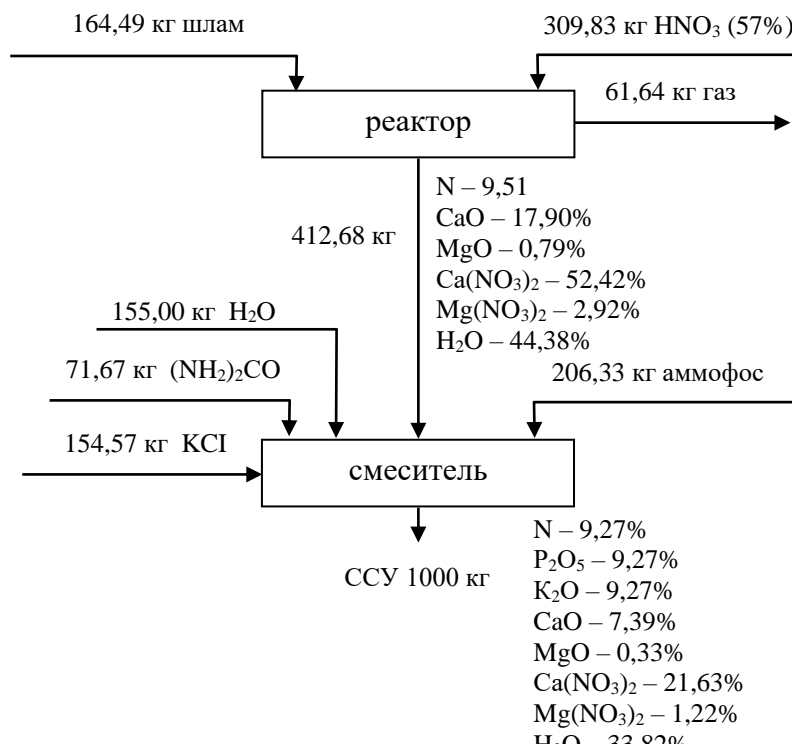 164,49 кг шлам
309,83 кг HNO₃ (57%)
61,64 кг газ
реактор
N – 9,51
CaO – 17,90%
MgO – 0,79%
Ca(NO₃)₂ – 52,42%
Mg(NO₃)₂ – 2,92%
H₂O – 44,38%
412,68 кг
155,00 кг H₂O
71,67 кг (NH₂)₂CO
206,33 кг аммофос
154,57 кг KCI
смеситель
ССУ 1000 кг
N – 9,27%
P₂O₅ – 9,27%
K₂O – 9,27%
CaO – 7,39%
MgO – 0,33%
Ca(NO₃)₂ – 21,63%
Mg(NO₃)₂ – 1,22%
H₂O – 33,82%